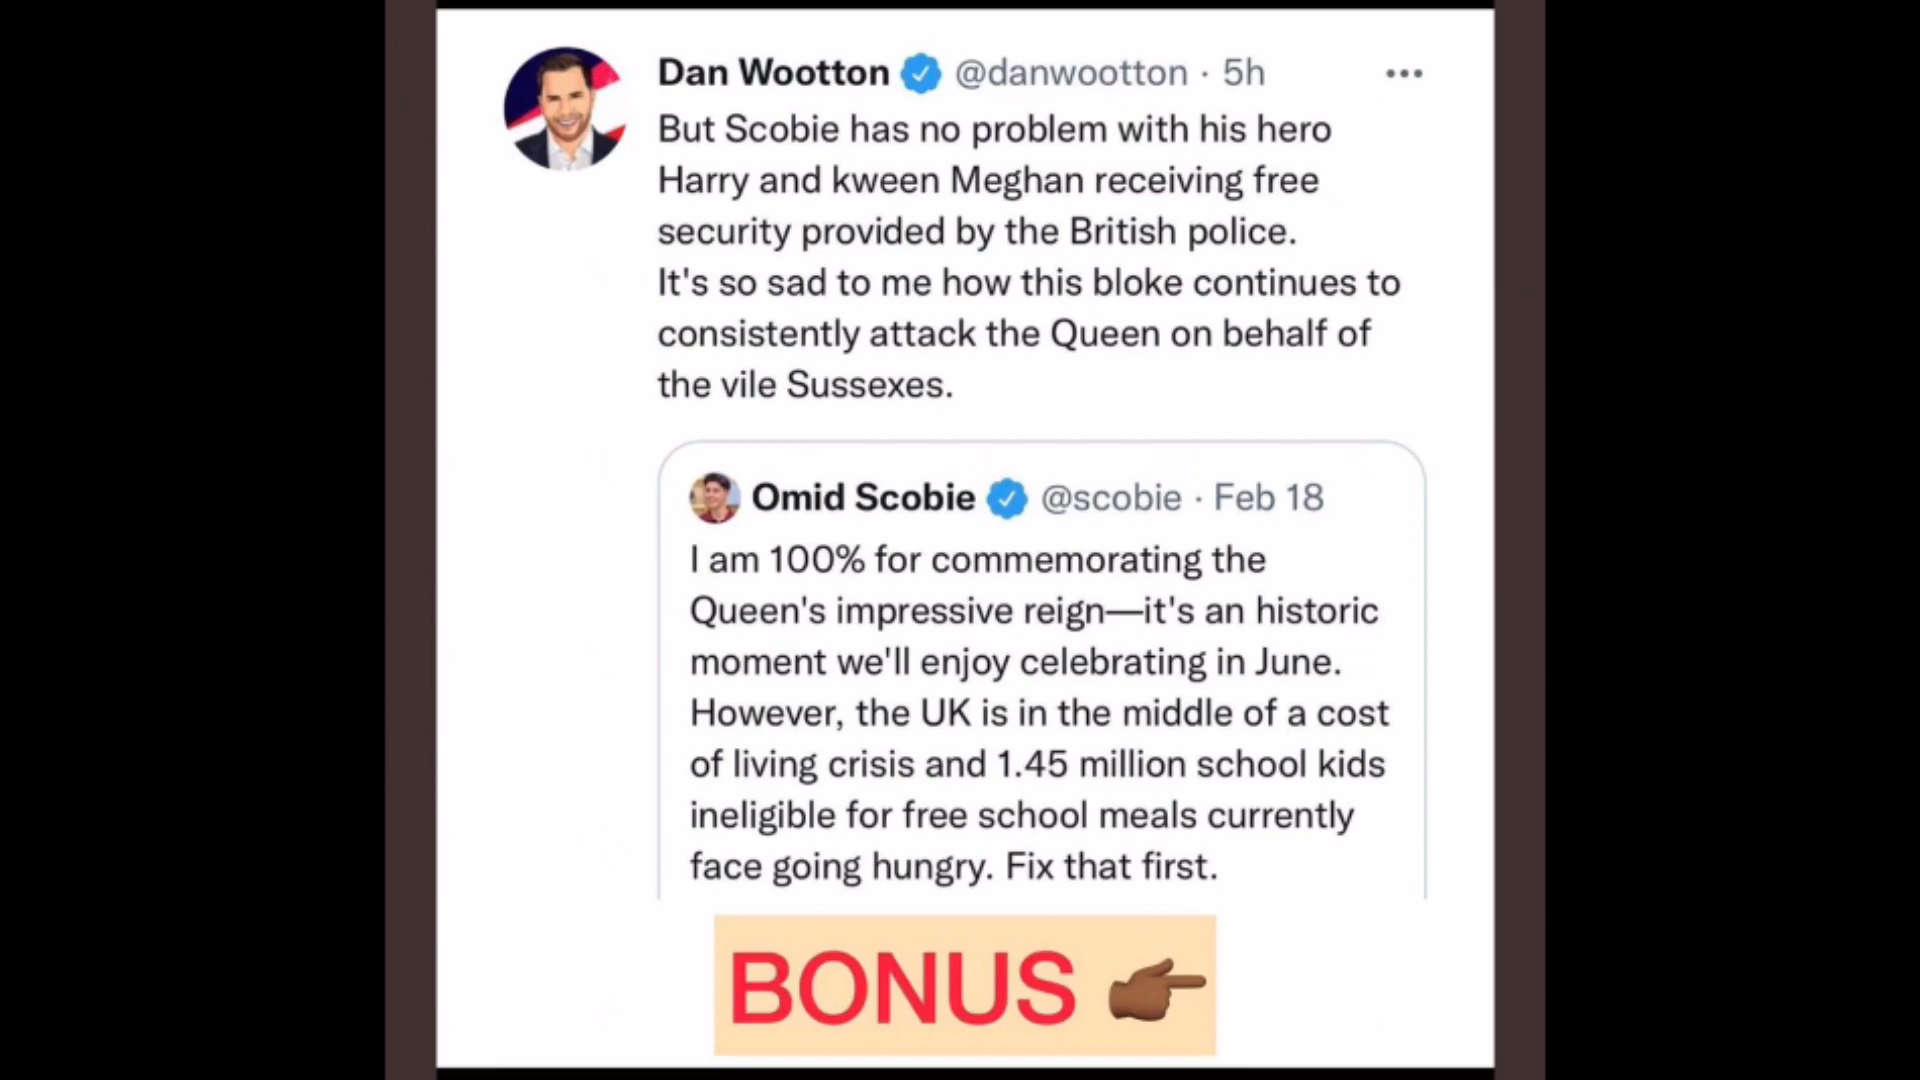 Dan Wootton @danwootton · 5h
But Scobie has no problem with his hero
Harry and kween Meghan receiving free
security provided by the British police.
It's so sad to me how this bloke continues to
consistently attack the Queen on behalf of
the vile Sussexes.
Omid Scobie @scobie · Feb 18
I am 100% for commemorating the
Queen's impressive reign—it's an historic
moment we'll enjoy celebrating in June.
However, the UK is in the middle of a cost
of living crisis and 1.45 million school kids
ineligible for free school meals currently
face going hungry. Fix that first.
BONUS